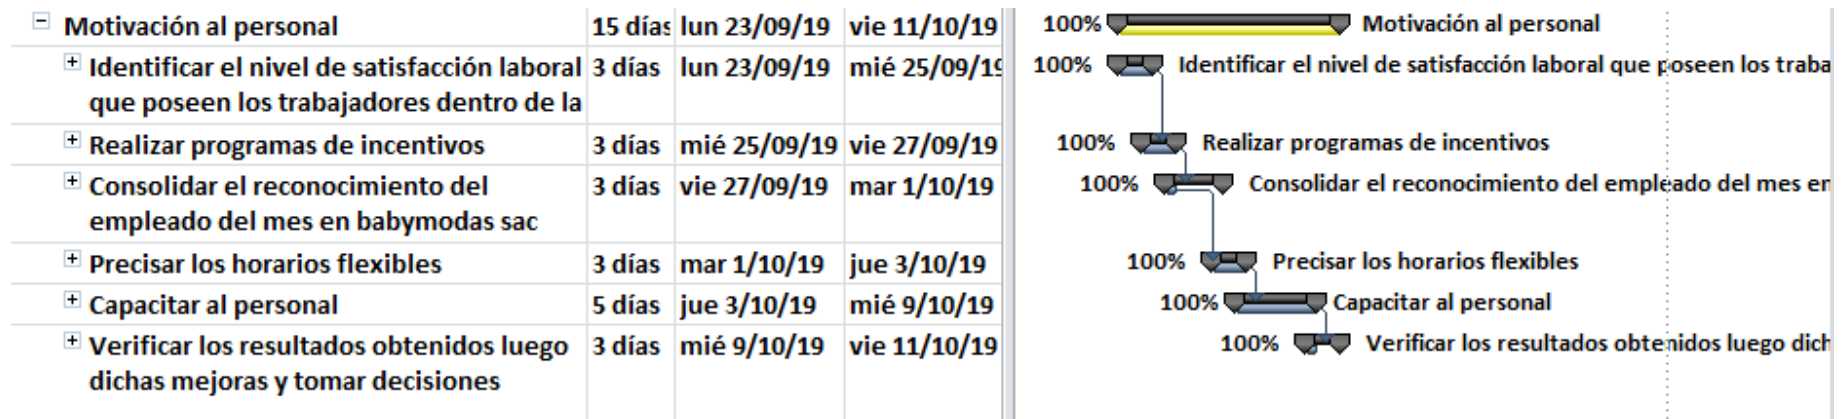 Motivación al personal 15 días lun 23/09/19 vie 11/10/19 100% Motivación al personal
Identificar el nivel de satisfacción laboral 3 días lun 23/09/19 mié 25/09/19 100% Identificar el nivel de satisfacción laboral que poseen los traba
que poseen los trabajadores dentro de la
Realizar programas de incentivos 3 días mié 25/09/19 vie 27/09/19 100% Realizar programas de incentivos
Consolidar el reconocimiento del 3 días vie 27/09/19 mar 1/10/19 100% Consolidar el reconocimiento del empleado del mes en
empleado del mes en babymodas sac
Precisar los horarios flexibles 3 días mar 1/10/19 jue 3/10/19 100% Precisar los horarios flexibles
Capacitar al personal 5 días jue 3/10/19 mié 9/10/19 100% Capacitar al personal
Verificar los resultados obtenidos luego 3 días mié 9/10/19 vie 11/10/19 100% Verificar los resultados obtenidos luego dich
dichas mejoras y tomar decisiones